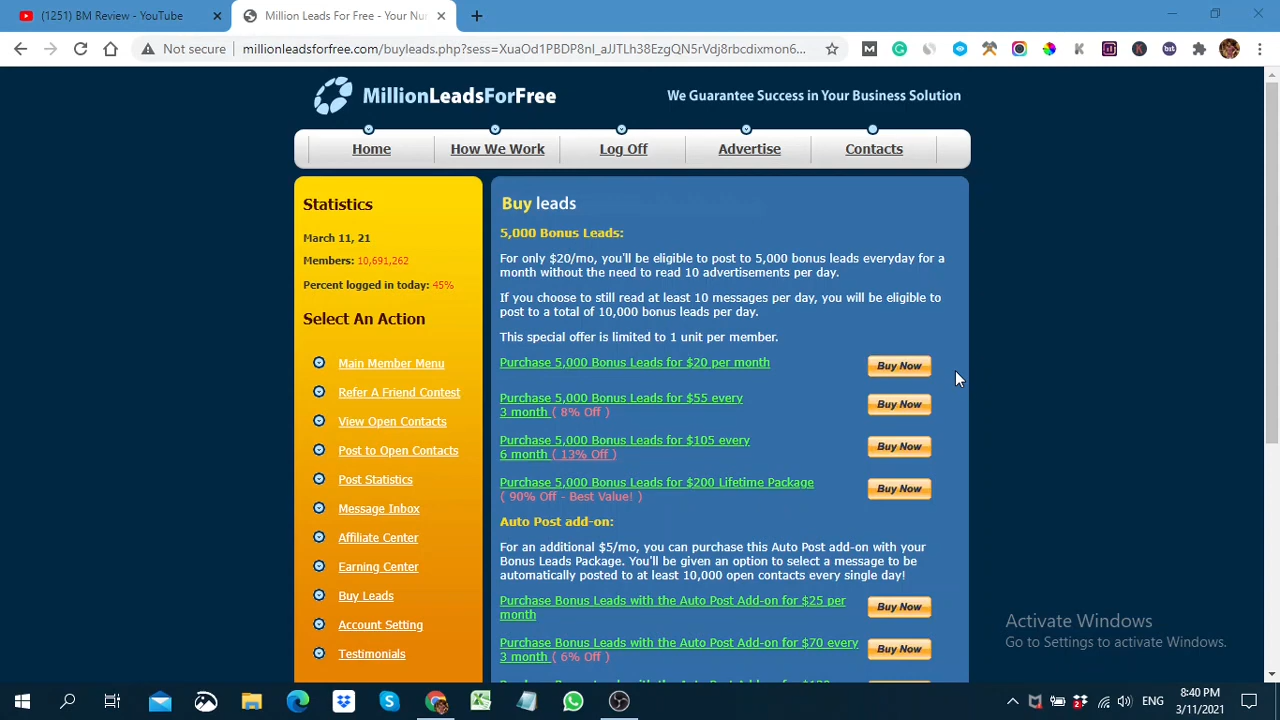 (1251) BM Review - YouTube
Million Leads For Free - Your Nu
Not secure
millionleadsforfree.com/buyleads.php?sess=XuaOd1PBDP8nI_aJJTLh38EzgQN5rVdj8rbcdixmon6...
MillionLeadsForFree
We Guarantee Success in Your Business Solution
Home
How We Work
Log Off
Advertise
Contacts
Statistics
March 11, 21
Members: 10,691,262
Percent logged in today: 45%
Select An Action
Main Member Menu
Refer A Friend Contest
View Open Contacts
Post to Open Contacts
Post Statistics
Message Inbox
Affiliate Center
Earning Center
Buy Leads
Account Setting
Testimonials
Buy leads
5,000 Bonus Leads:
For only $20/mo, you'll be eligible to post to 5,000 bonus leads everyday for a
month without the need to read 10 advertisements per day.
If you choose to still read at least 10 messages per day, you will be eligible to
post to a total of 10,000 bonus leads per day.
This special offer is limited to 1 unit per member.
Purchase 5,000 Bonus Leads for $20 per month
Buy Now
Purchase 5,000 Bonus Leads for $55 every
3 month ( 8% Off )
Buy Now
Purchase 5,000 Bonus Leads for $105 every
6 month ( 13% Off )
Buy Now
Purchase 5,000 Bonus Leads for $200 Lifetime Package
( 90% Off - Best Value! )
Buy Now
Auto Post add-on:
For an additional $5/mo, you can purchase this Auto Post add-on with your
Bonus Leads Package. You'll be given an option to select a message to be
automatically posted to at least 10,000 open contacts every single day!
Purchase Bonus Leads with the Auto Post Add-on for $25 per
month
Buy Now
Purchase Bonus Leads with the Auto Post Add-on for $70 every
3 month ( 6% Off )
Buy Now
Activate Windows
Go to Settings to activate Windows.
ENG
8:40 PM
3/11/2021